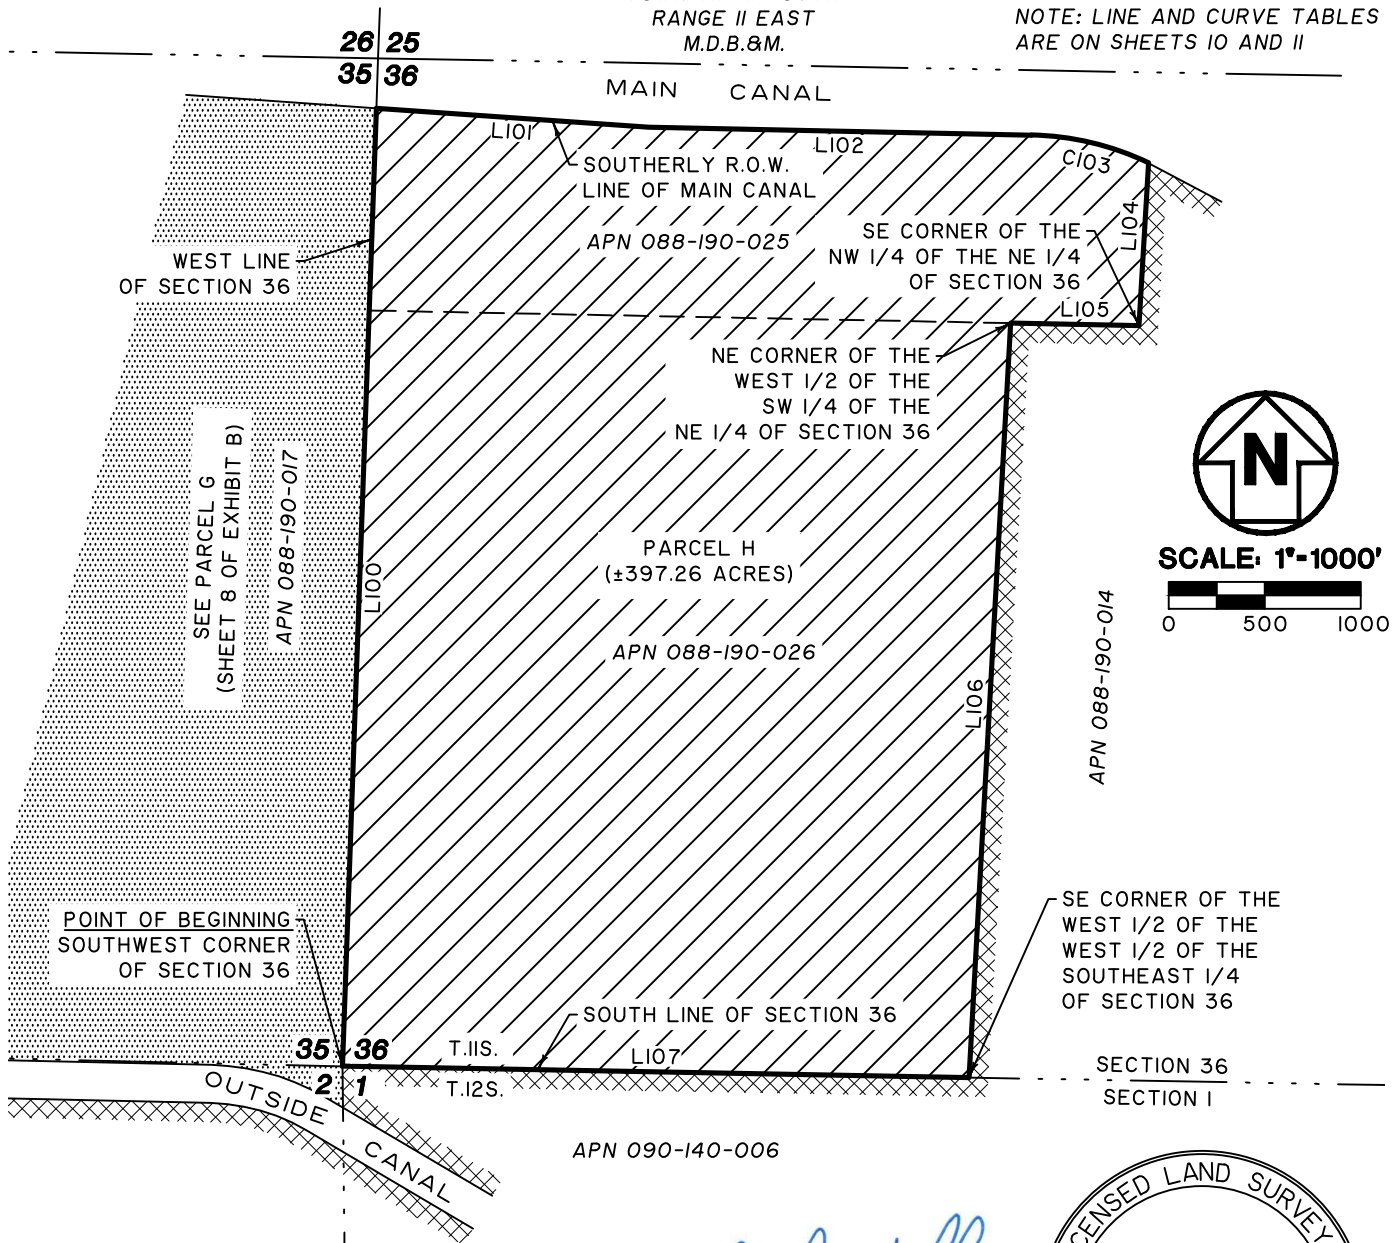 RANGE 11 EAST
M.D.B.&M.
NOTE: LINE AND CURVE TABLES
ARE ON SHEETS 10 AND 11
26 25
35 36
MAIN CANAL
L101
L102
C103
SOUTHERLY R.O.W.
LINE OF MAIN CANAL
APN 088-190-025
SE CORNER OF THE
NW 1/4 OF THE NE 1/4
OF SECTION 36
L104
L105
WEST LINE
OF SECTION 36
NE CORNER OF THE
WEST 1/2 OF THE
SW 1/4 OF THE
NE 1/4 OF SECTION 36
N
SCALE: 1"=1000'
0 500 1000
SEE PARCEL G
(SHEET 8 OF EXHIBIT B)
APN 088-190-017
L100
PARCEL H
(±397.26 ACRES)
APN 088-190-026
L106
APN 088-190-014
POINT OF BEGINNING
SOUTHWEST CORNER
OF SECTION 36
SE CORNER OF THE
WEST 1/2 OF THE
WEST 1/2 OF THE
SOUTHEAST 1/4
OF SECTION 36
SOUTH LINE OF SECTION 36
35 36
2 1
T.11S.
T.12S.
L107
SECTION 36
SECTION 1
OUTSIDE CANAL
APN 090-140-006
LAND